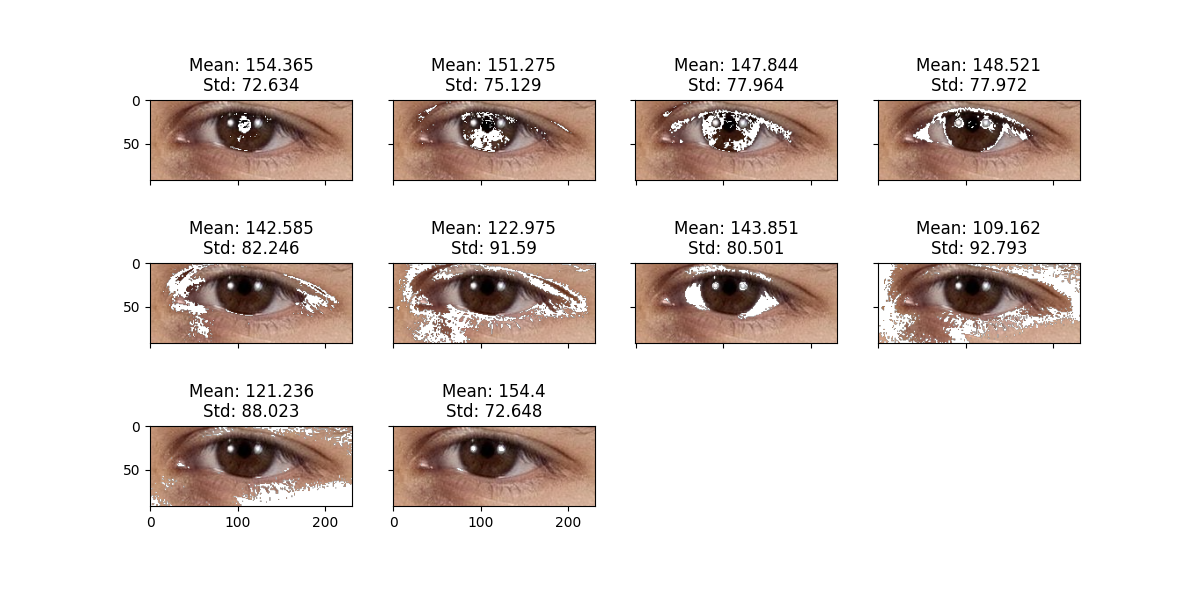 Mean: 154.365
Std: 72.634
Mean: 151.275
Std: 75.129
Mean: 147.844
Std: 77.964
Mean: 148.521
Std: 77.972
0
50
Mean: 142.585
Std: 82.246
Mean: 122.975
Std: 91.59
Mean: 143.851
Std: 80.501
Mean: 109.162
Std: 92.793
0
50
Mean: 121.236
Std: 88.023
Mean: 154.4
Std: 72.648
0
50
0 100 200
0 100 200